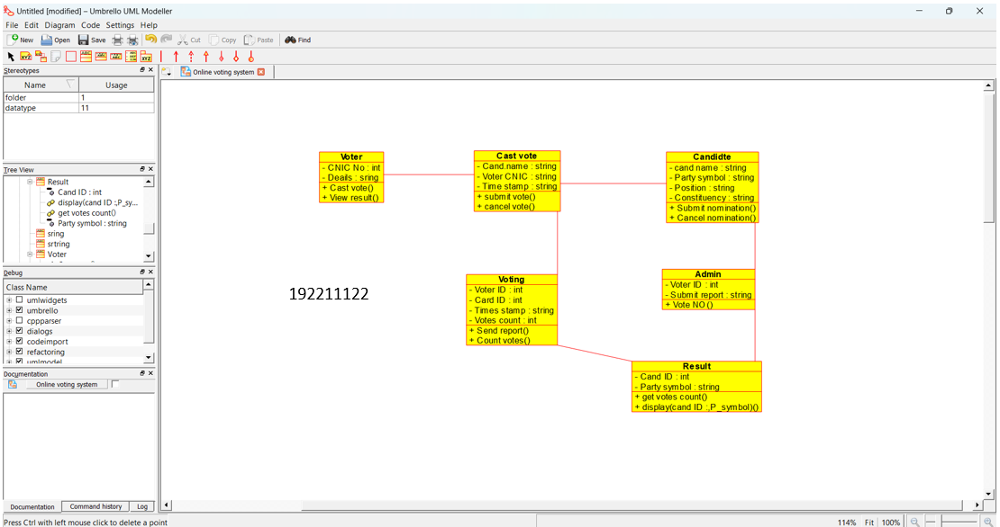 Untitled [modified] – Umbrello UML Modeller
File Edit Diagram Code Settings Help
New Open Save Cut Copy Paste Find
Stereotypes
Name Usage
folder 1
datatype 11
Tree View
Result
Cand ID : int
display(cand ID :,P_sy...
get votes count()
Party symbol : string
sring
srtring
Voter
Debug
Class Name
umlwidgets
umbrello
cppparser
dialogs
codeimport
refactoring
umlmodel
Documentation
Online voting system
Documentation Command history Log
Press Ctrl with left mouse click to delete a point
Online voting system
Voter
- CNIC No : int
- Deails : sring
+ Cast vote()
+ View result()
Cast vote
- Cand.name : string
- Voter CNIC : string
- Time stamp : string
+ submit vote()
+ cancel vote()
Candidte
- cand name : string
- Party symbol : string
- Position : string
- Constituency : string
+ Submit nomination()
+ Cancel nomination()
192211122
Voting
- Voter ID : int
- Card ID : int
- Times stamp : string
- Votes count : int
+ Send report()
+ Count votes()
Admin
- Voter ID : int
- Submit report : string
+ Vote NO ()
Result
- Cand ID : int
- Party symbol : string
+ get votes count()
+ display(cand ID :,P_symbol)()
114% Fit 100%